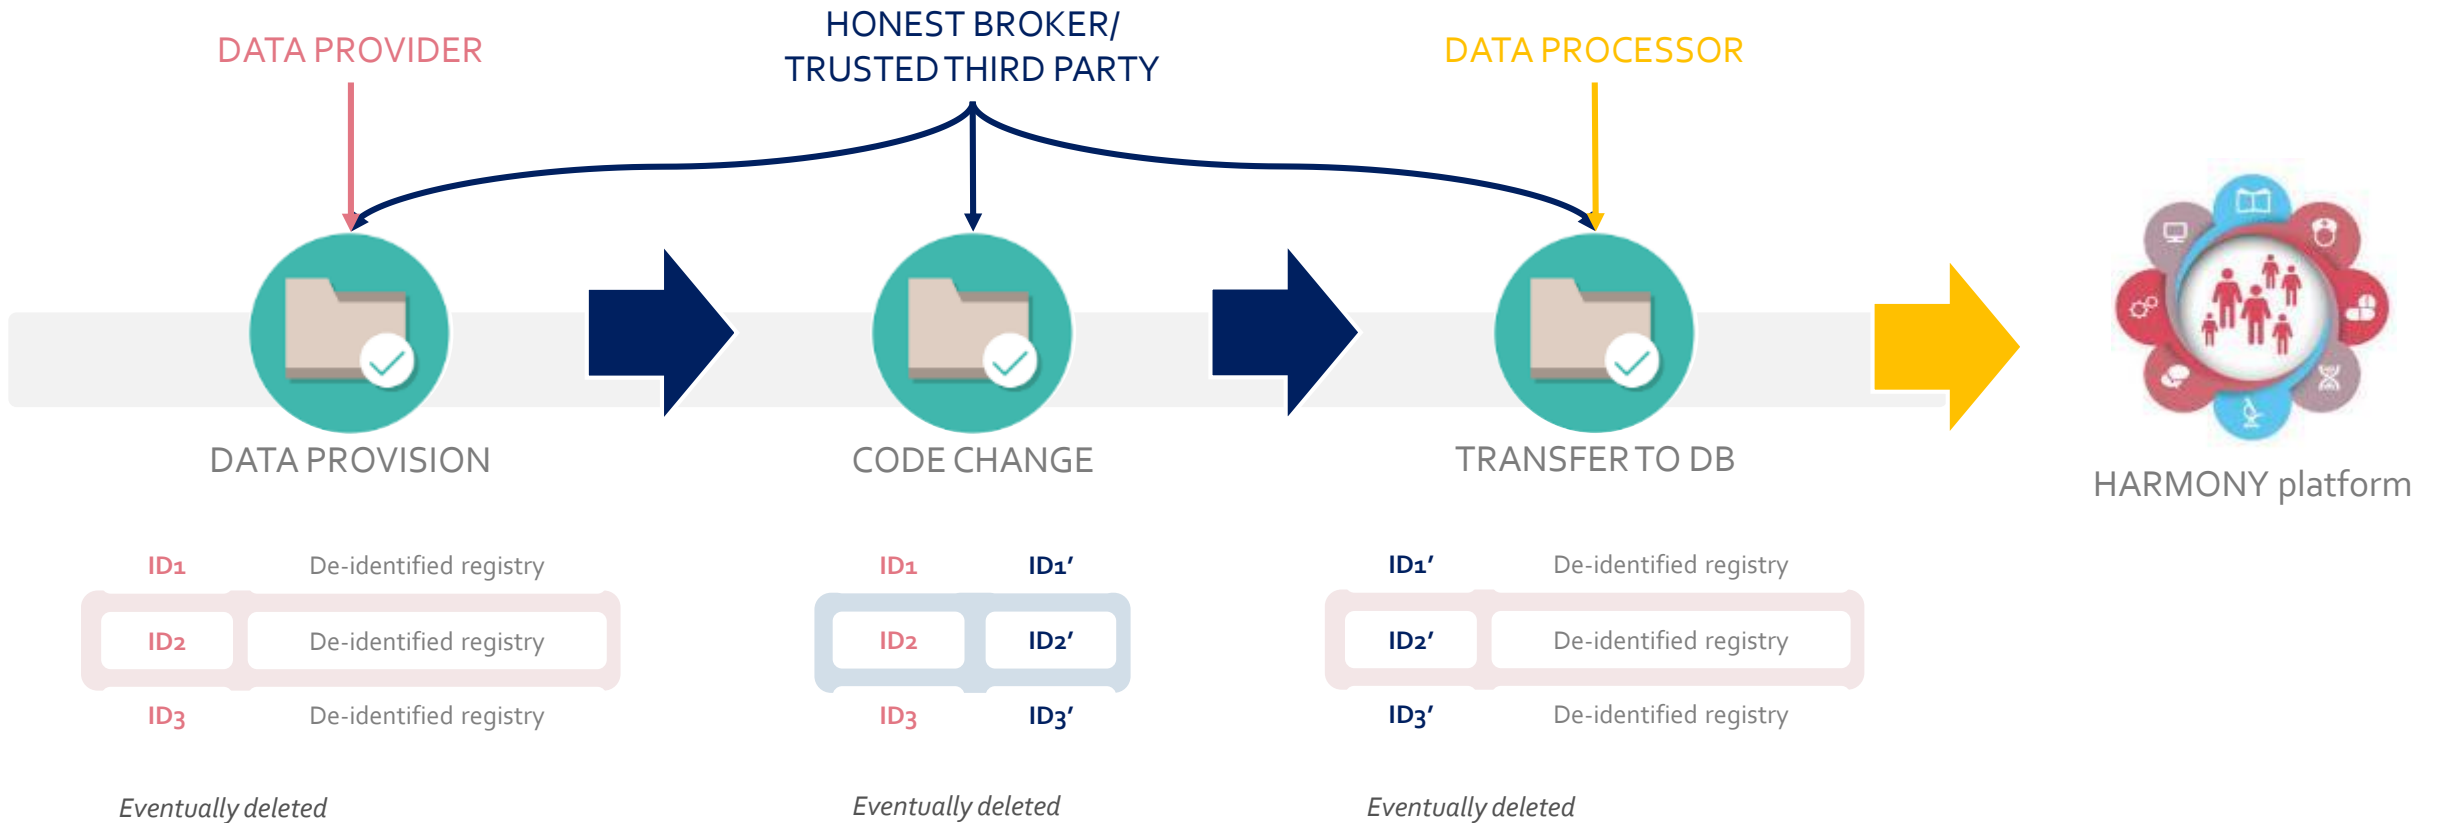 DATA PROVIDER
HONEST BROKER/
TRUSTED THIRD PARTY
DATA PROCESSOR
DATA PROVISION
CODE CHANGE
TRANSFER TO DB
HARMONY platform
ID1 De-identified registry
ID2 De-identified registry
ID3 De-identified registry
Eventually deleted
ID1 ID1’
ID2 ID2’
ID3 ID3’
Eventually deleted
ID1’ De-identified registry
ID2’ De-identified registry
ID3’ De-identified registry
Eventually deleted